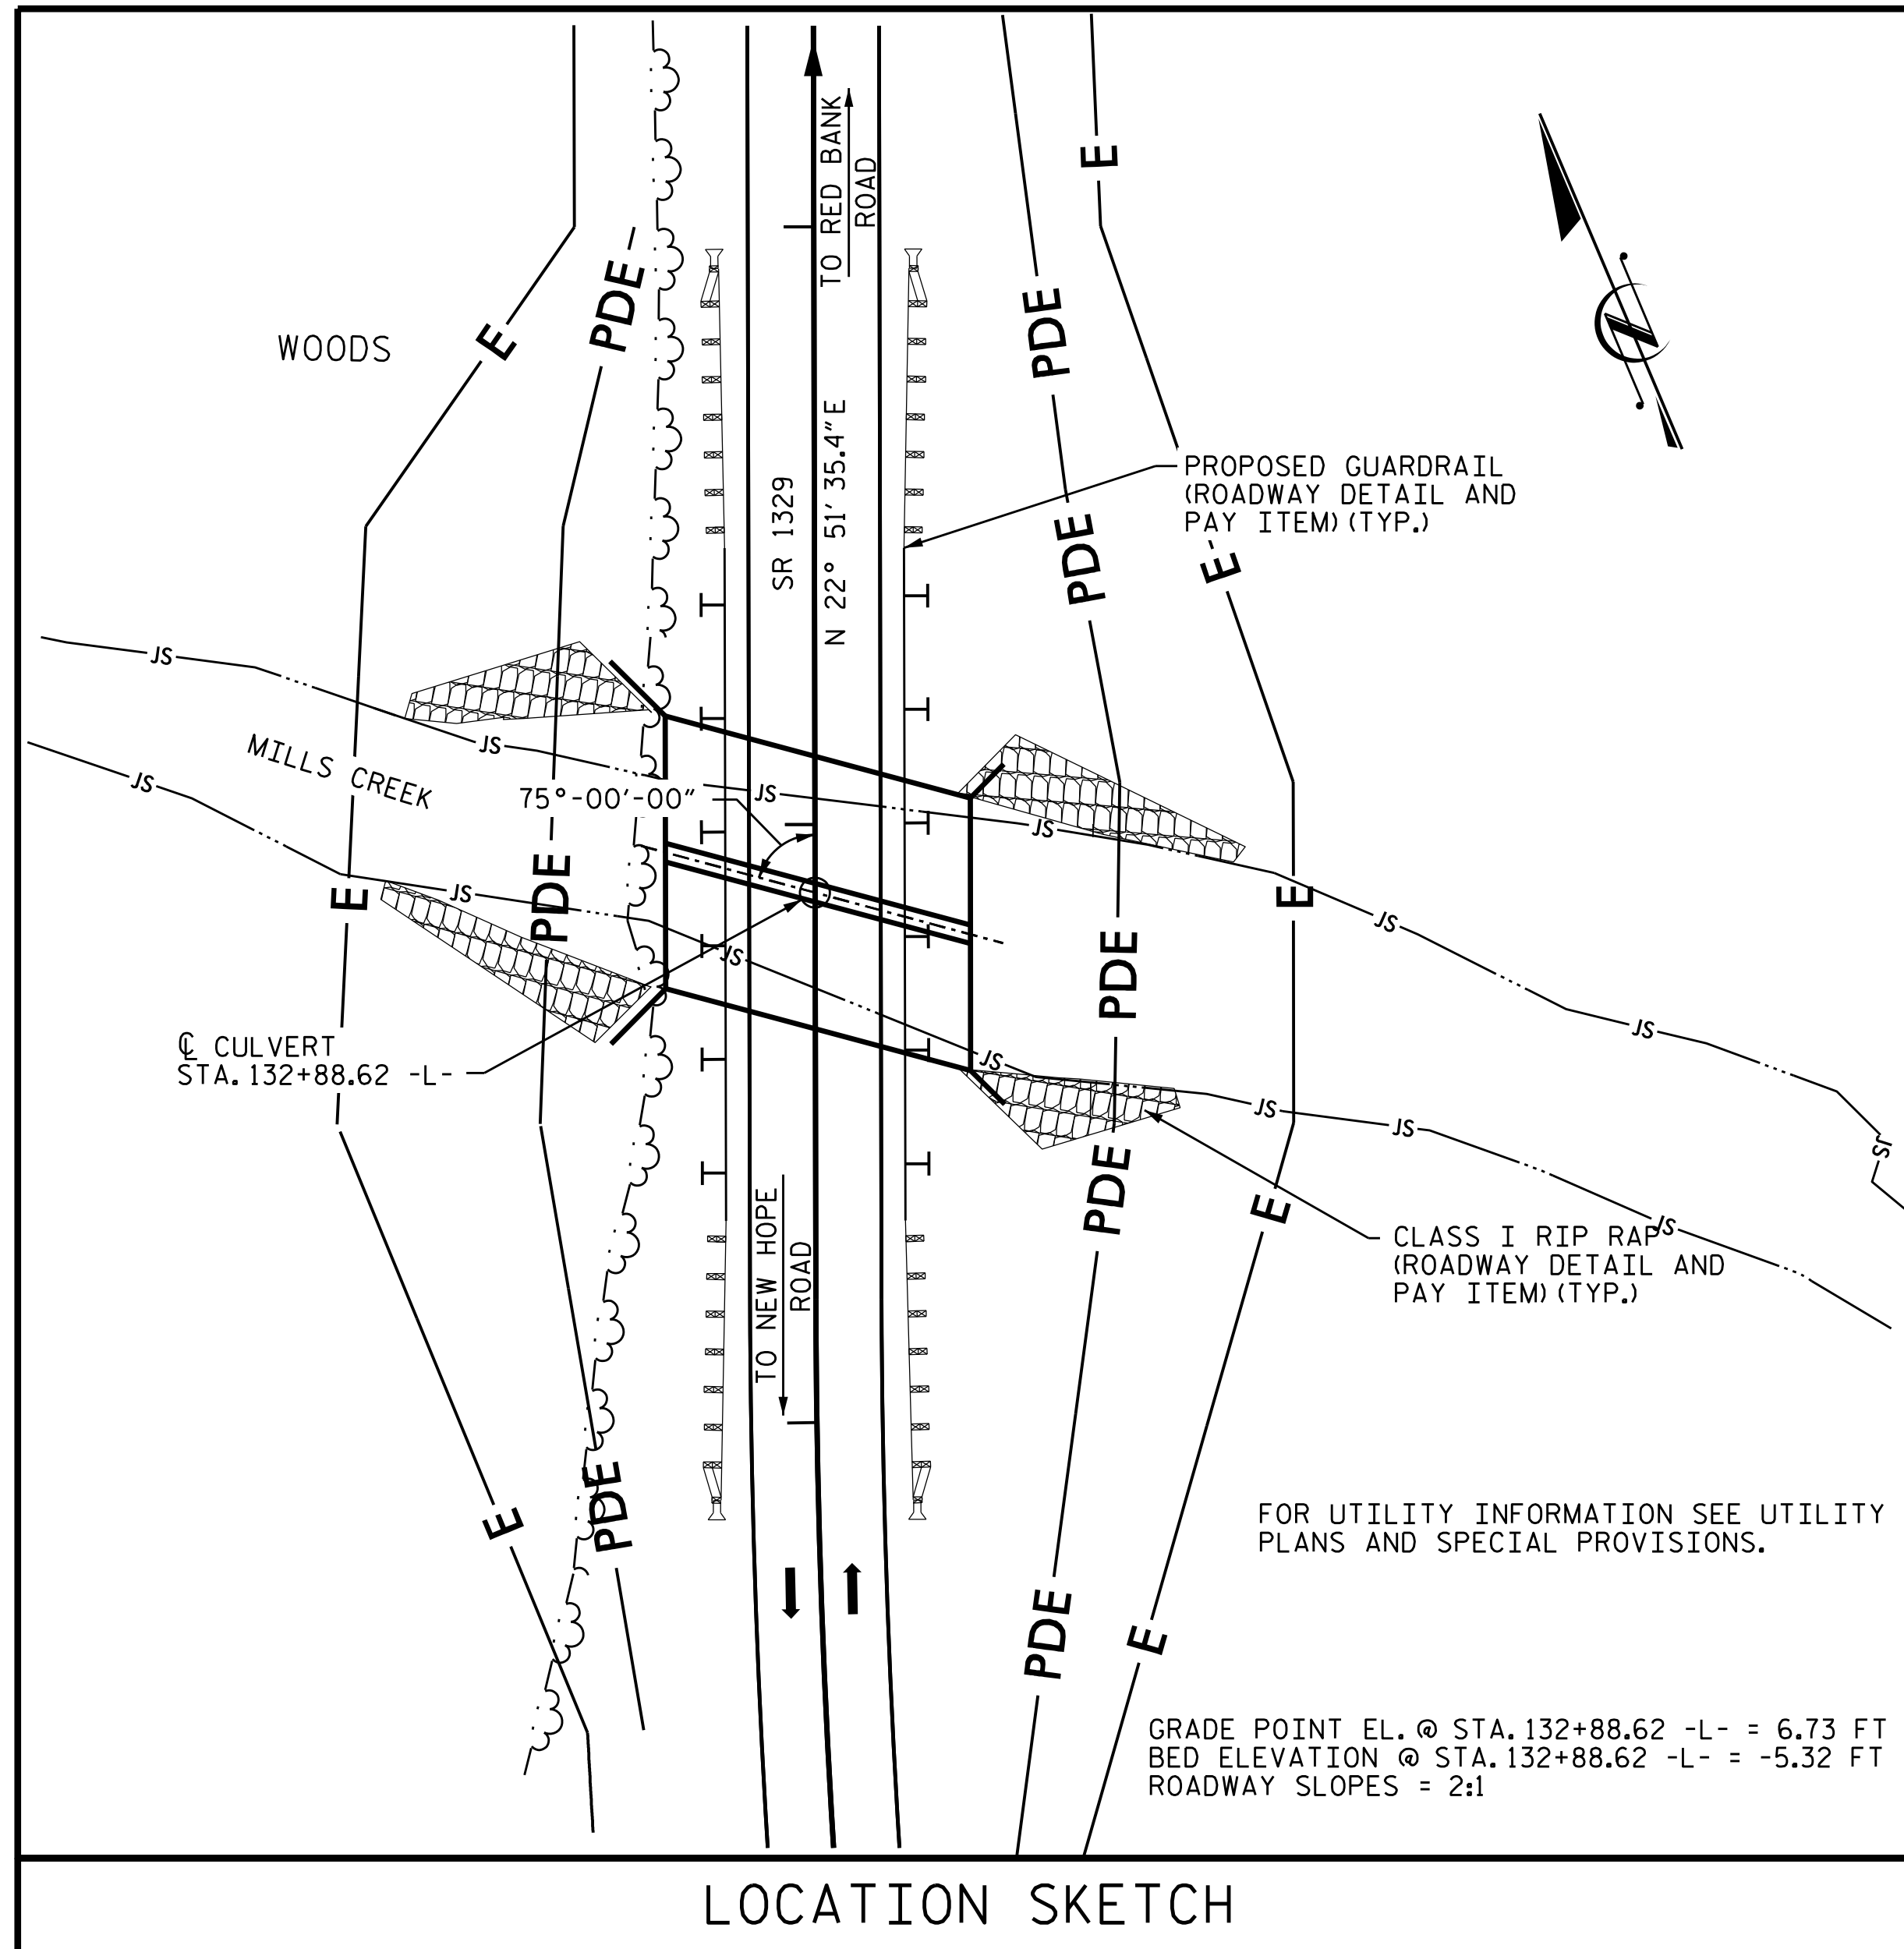 TO RED BANK
ROAD
E
E
PDE
PDE
WOODS
SR 1329
N 22° 51' 35.4" E
PROPOSED GUARDRAIL
(ROADWAY DETAIL AND
PAY ITEM) (TYP.)
PDE
E
N
JS
JS
MILLS CREEK
JS
75°-00'-00"
JS
JS
JS
E
PDE
JS
PDE
E
JS
JS
JS
℄ CULVERT
STA. 132+88.62 -L-
JS
JS
JS
JS
PDE
E
TO NEW HOPE
ROAD
CLASS I RIP RAP
JS
(ROADWAY DETAIL AND
PAY ITEM) (TYP.)
E
PDE
FOR UTILITY INFORMATION SEE UTILITY
PLANS AND SPECIAL PROVISIONS.
PDE
E
GRADE POINT EL. @ STA. 132+88.62 -L- = 6.73 FT
BED ELEVATION @ STA. 132+88.62 -L- = -5.32 FT
ROADWAY SLOPES = 2:1
LOCATION SKETCH